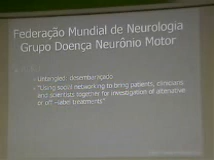 Federação Mundial de Neurologia
Grupo Doença Neurônio Motor
Untangled: desembaraçado
"Using social networking to bring patients, clinicians
and scientists together for investigation of alternative
or off-label treatments"